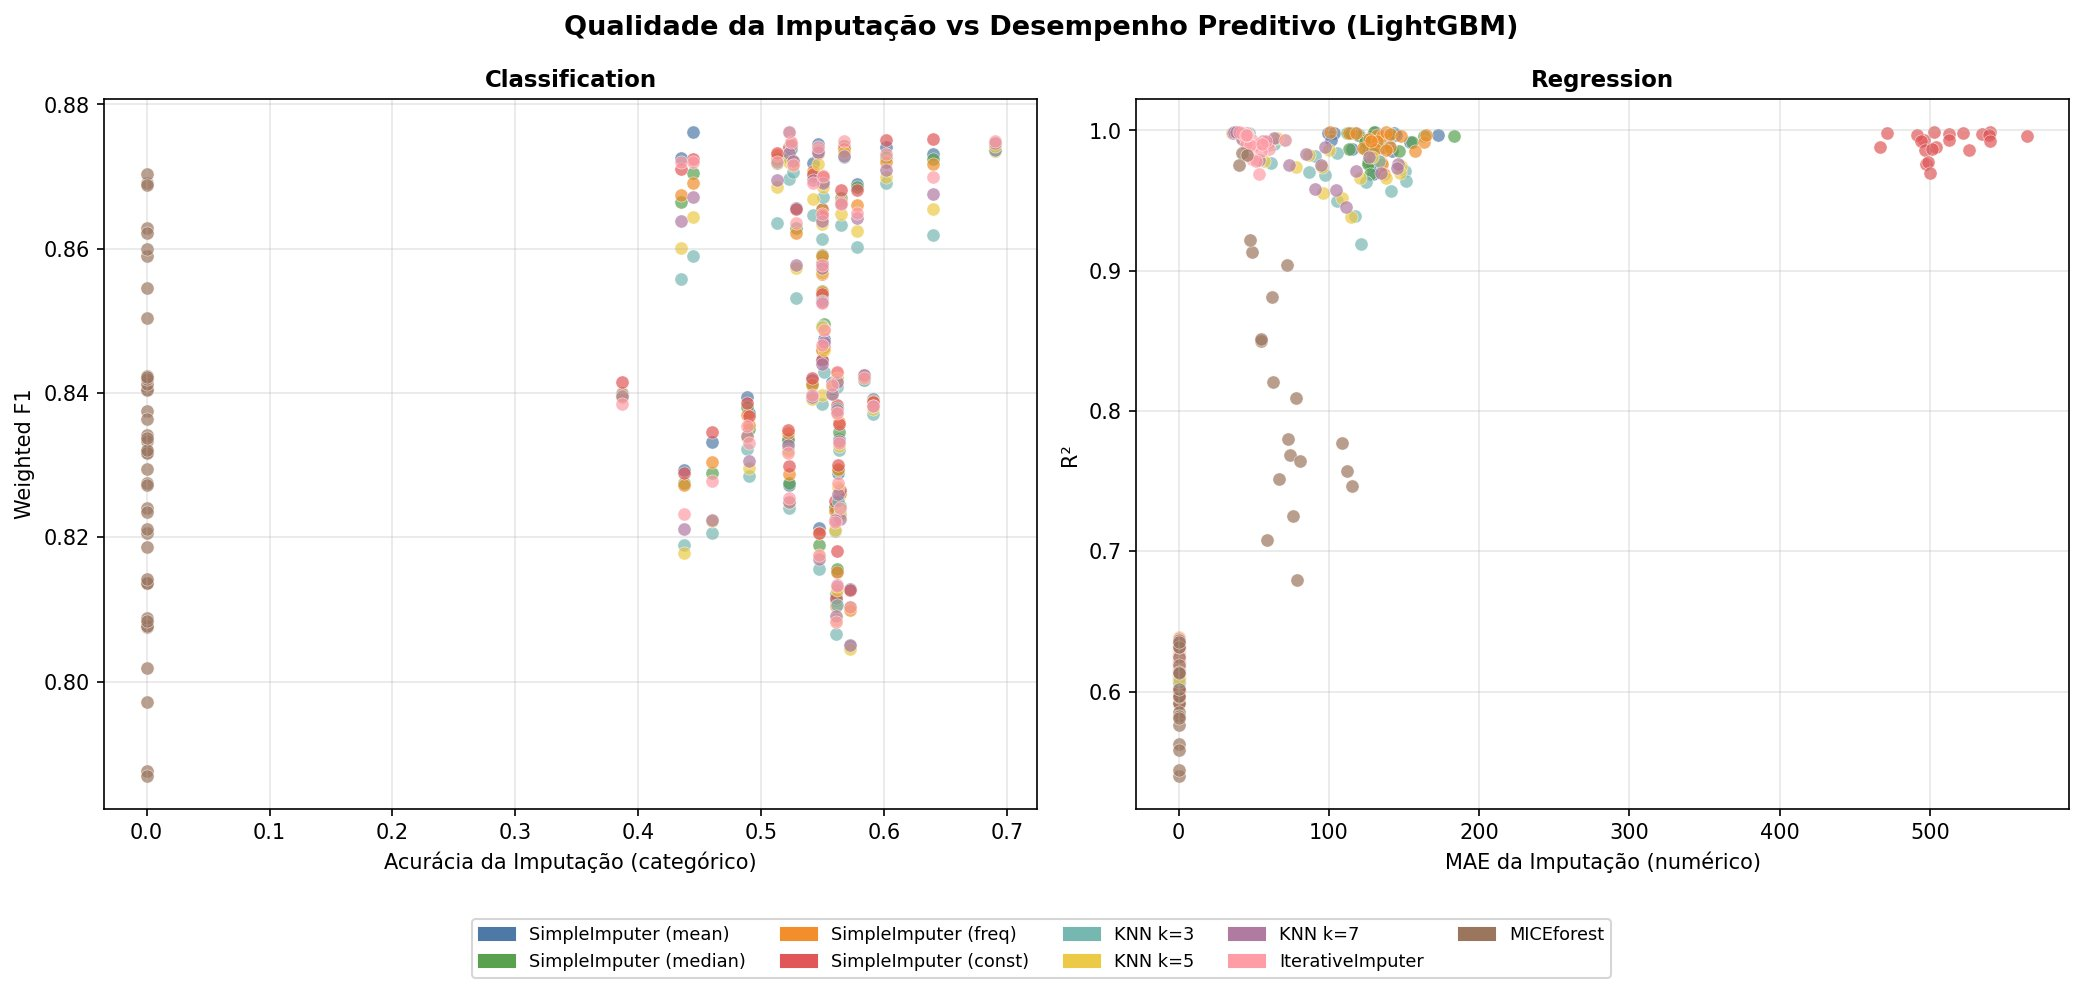 Qualidade da Imputação vs Desempenho Preditivo (LightGBM)
Classification
Regression
0.88
0.86
0.84
0.82
0.80
Weighted F1
0.0 0.1 0.2 0.3 0.4 0.5 0.6 0.7
Acurácia da Imputação (categórico)
1.0
0.9
0.8
0.7
0.6
R²
0 100 200 300 400 500
MAE da Imputação (numérico)
SimpleImputer (mean) SimpleImputer (freq) KNN k=3 KNN k=7 MICEforest
SimpleImputer (median) SimpleImputer (const) KNN k=5 IterativeImputer